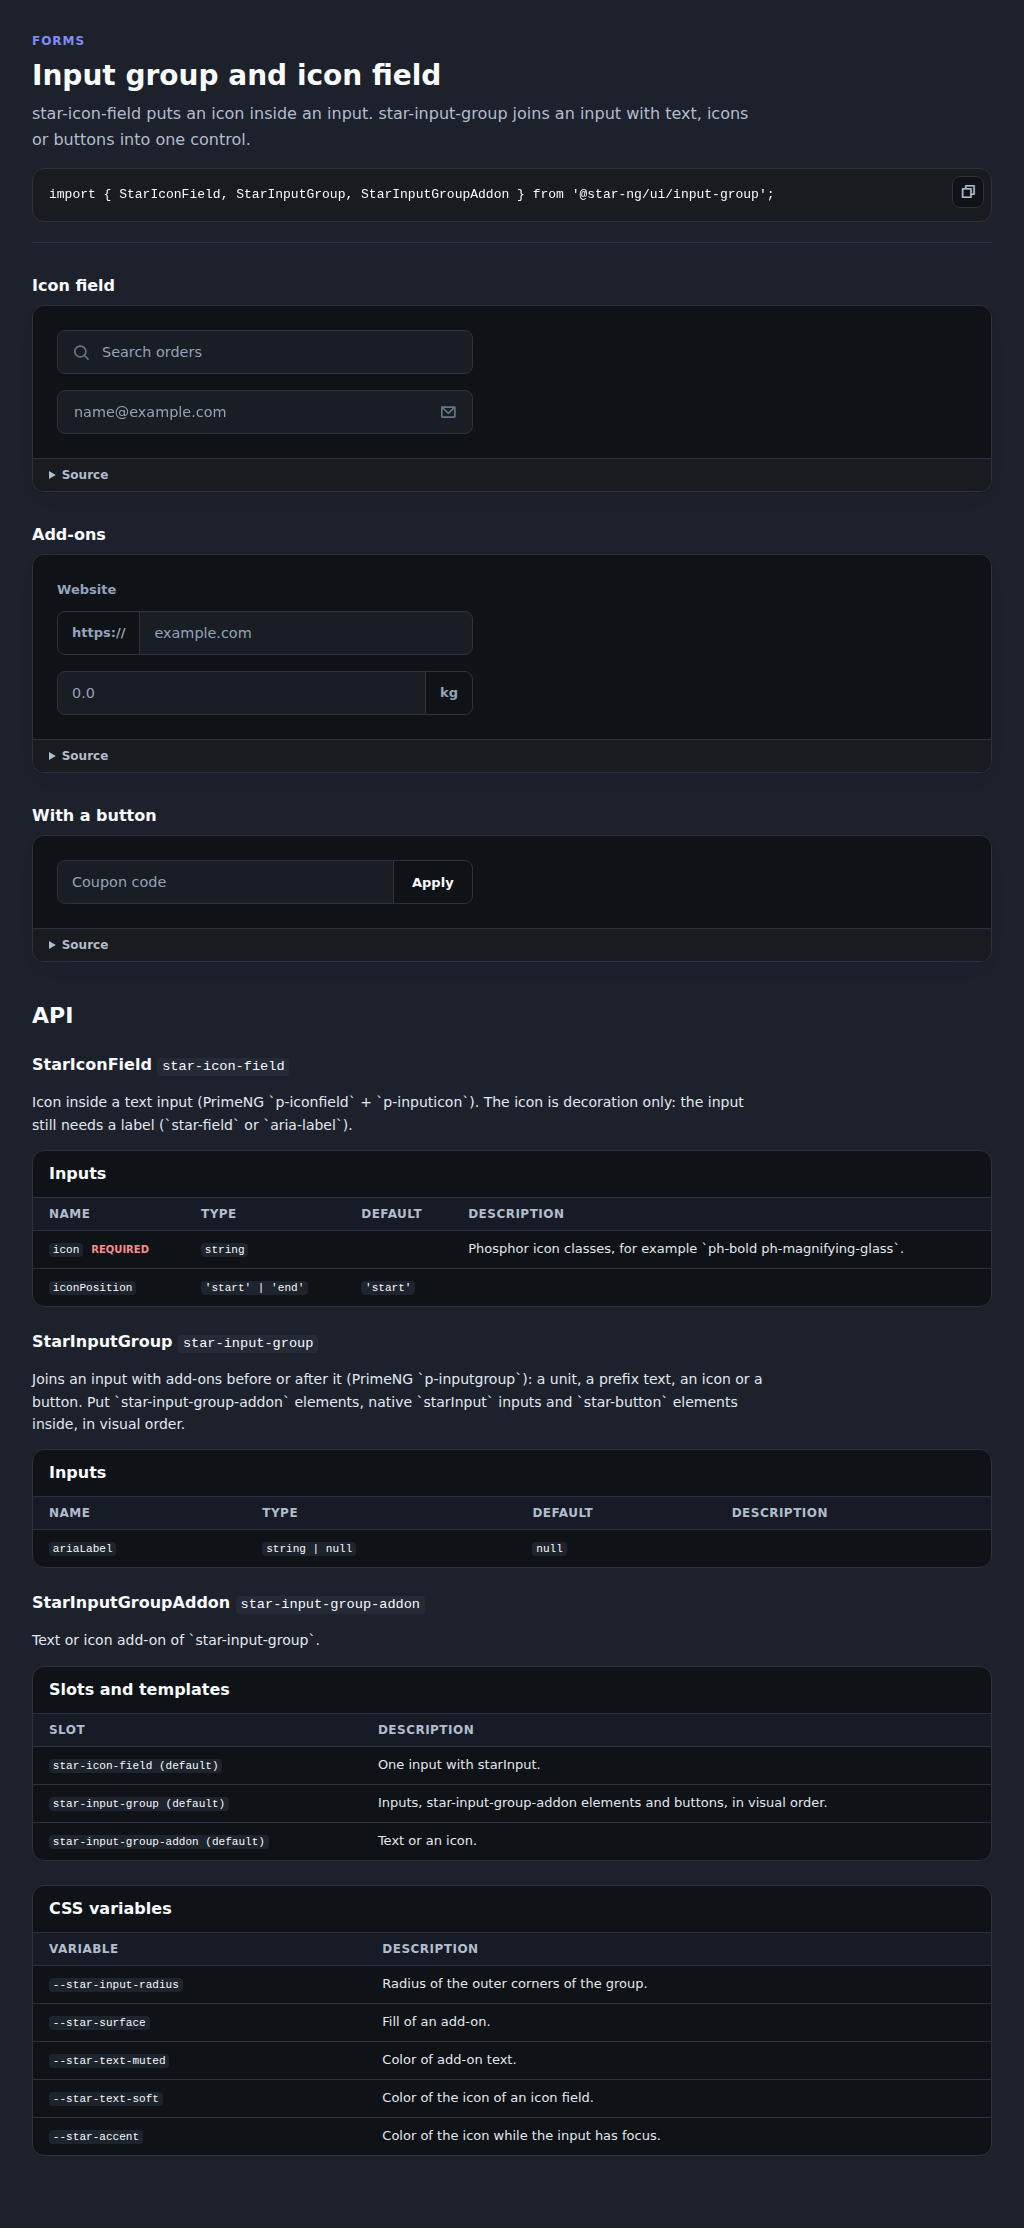 FORMS
Input group and icon field
star-icon-field puts an icon inside an input. star-input-group joins an input with text, icons
or buttons into one control.
import { StarIconField, StarInputGroup, StarInputGroupAddon } from '@star-ng/ui/input-group';
Icon field
Search orders
name@example.com
Source
Add-ons
Website
https:// example.com
0.0 kg
Source
With a button
Coupon code Apply
Source
API
StarIconField star-icon-field
Icon inside a text input (PrimeNG `p-iconfield` + `p-inputicon`). The icon is decoration only: the input
still needs a label (`star-field` or `aria-label`).
Inputs
NAME TYPE DEFAULT DESCRIPTION
icon REQUIRED string Phosphor icon classes, for example `ph-bold ph-magnifying-glass`.
iconPosition 'start' | 'end' 'start'
StarInputGroup star-input-group
Joins an input with add-ons before or after it (PrimeNG `p-inputgroup`): a unit, a prefix text, an icon or a
button. Put `star-input-group-addon` elements, native `starInput` inputs and `star-button` elements
inside, in visual order.
Inputs
NAME TYPE DEFAULT DESCRIPTION
ariaLabel string | null null
StarInputGroupAddon star-input-group-addon
Text or icon add-on of `star-input-group`.
Slots and templates
SLOT DESCRIPTION
star-icon-field (default) One input with starInput.
star-input-group (default) Inputs, star-input-group-addon elements and buttons, in visual order.
star-input-group-addon (default) Text or an icon.
CSS variables
VARIABLE DESCRIPTION
--star-input-radius Radius of the outer corners of the group.
--star-surface Fill of an add-on.
--star-text-muted Color of add-on text.
--star-text-soft Color of the icon of an icon field.
--star-accent Color of the icon while the input has focus.